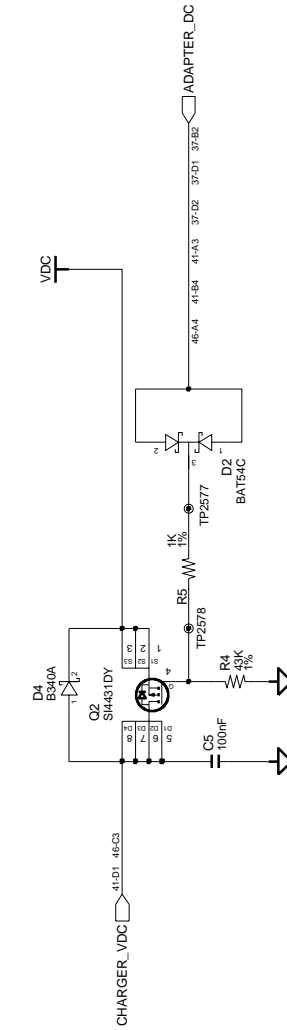 D4
B340A
1
2
VDC
Q2
SI4431DY
41-D1 46-C3
CHARGER_VDC
8 D4
7 D3
6 D2
5 D1
S3 3
S2 2
S1 1
G 4
C5
100nF
R5
1K
1%
TP2578
TP2577
R4
43K
1%
2
3
1
D2
BAT54C
46-A4 41-B4 41-A3 37-D2 37-D1 37-B2
ADAPTER_DC